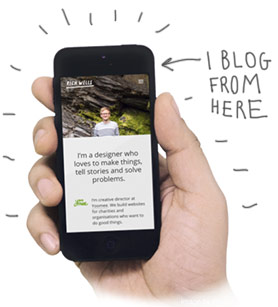 I BLOG
FROM
HERE
RICH WELLS
I'm a designer who
loves to make things,
tell stories and solve
problems.
I'm creative director at
Yoomee. We build websites
for charities and
organisations who want to
do good things.